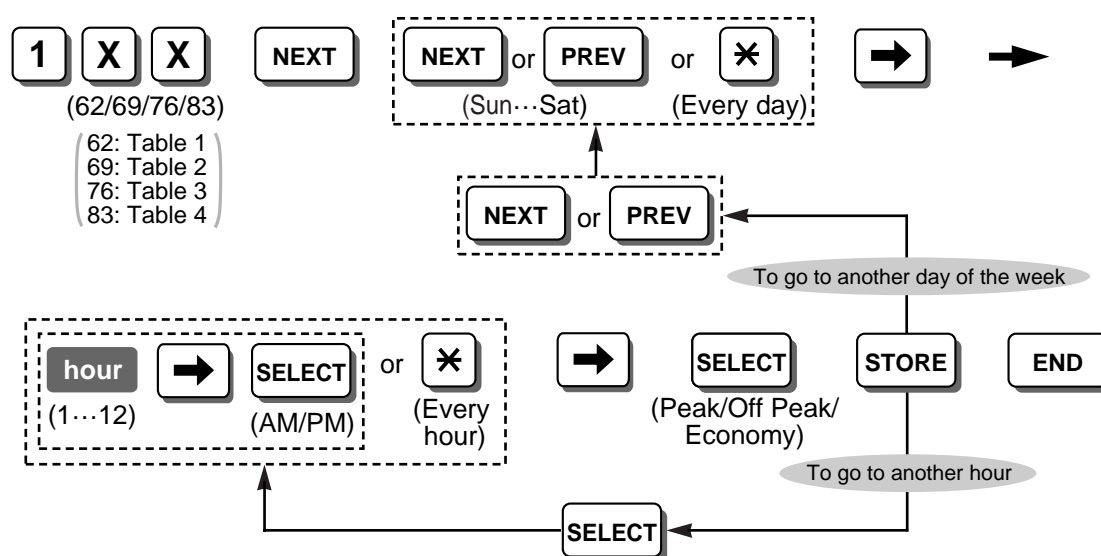 1 X X NEXT NEXT or PREV or ✱ ➡
(62/69/76/83) (Sun···Sat) (Every day)
62: Table 1
69: Table 2
76: Table 3
83: Table 4
NEXT or PREV
To go to another day of the week
hour ➡ SELECT or ✱ ➡ SELECT STORE END
(1···12) (AM/PM) (Every
hour) (Peak/Off Peak/
Economy)
To go to another hour
SELECT